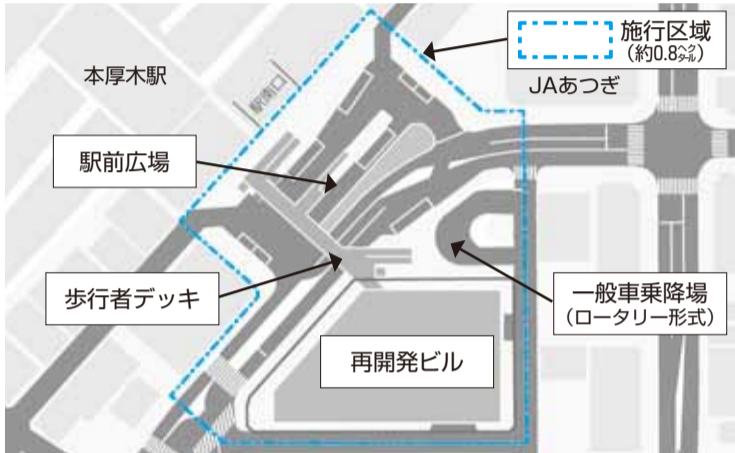 施行区域
(約0.8㌶)
本厚木駅
JAあつぎ
駅南口
駅前広場
歩行者デッキ
一般車乗降場
(ロータリー形式)
再開発ビル